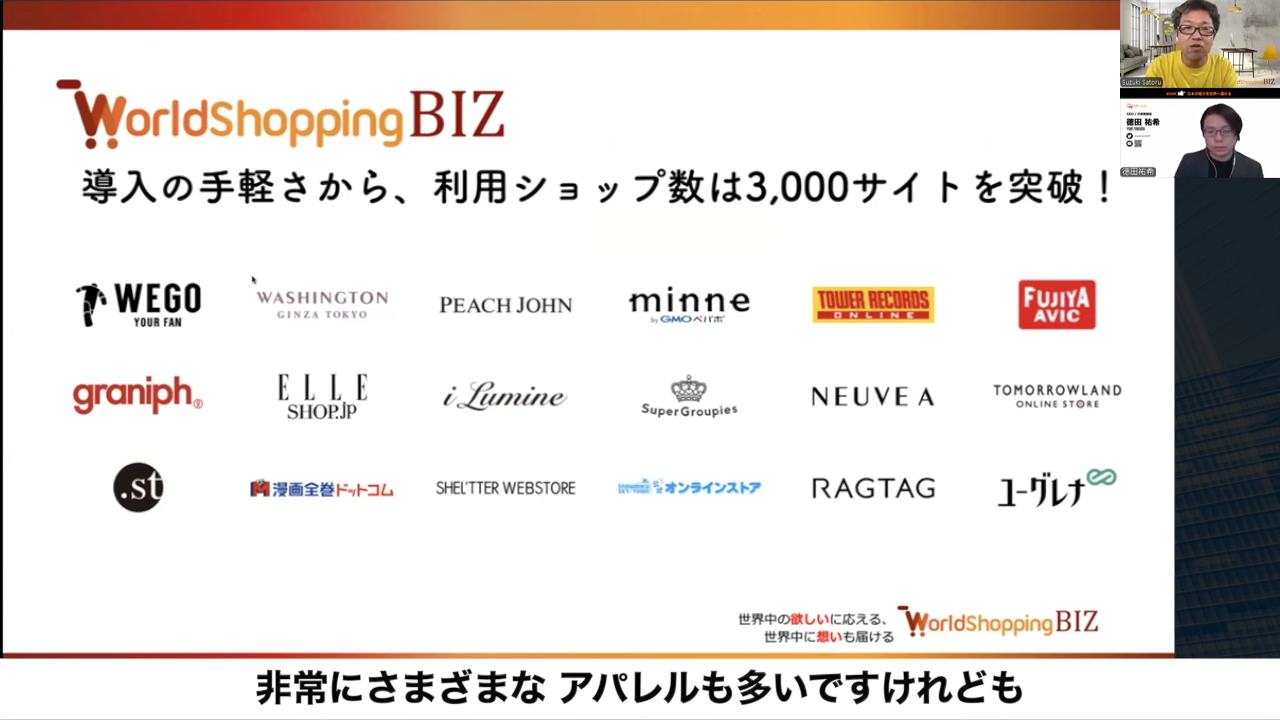 WorldShopping BIZ
導入の手軽さから、利用ショップ数は3,000サイトを突破！
WEGO
YOUR FAN
WASHINGTON
GINZA TOKYO
PEACH JOHN
minne
by GMOペパボ
TOWER RECORDS
ONLINE
FUJIYA
AVIC
graniph
ELLE
SHOP.JP
i Lumine
SuperGroupies
NEUVE A
TOMORROWLAND
ONLINE STORE
.st
漫画全巻ドットコム
SHEL'TTER WEBSTORE
オンラインストア
RAGTAG
ユーグレナ
世界中の欲しいに応える、
世界中に想いも届ける
WorldShopping BIZ
Suzuki Satoru
BIZ
徳田 祐希
徳田祐希
非常にさまざまな アパレルも多いですけれども